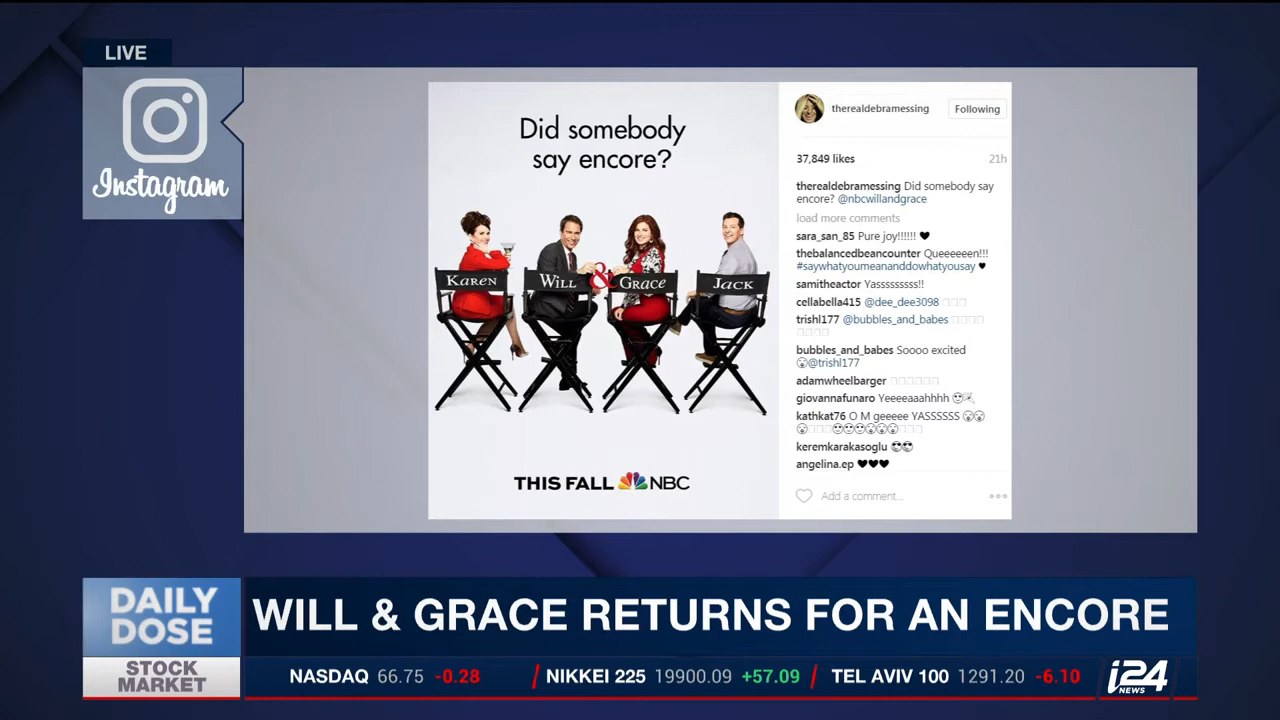 LIVE
Instagram
Did somebody
say encore?
Karen
Will
&
Grace
Jack
THIS FALL NBC
therealdebramessing Following
37,849 likes 21h
therealdebramessing Did somebody say
encore? @nbcwillandgrace
load more comments
sara_san_85 Pure joy!!!!!! ♥
thebalancedbeancounter Queeeeeen!!!
#saywhatyoumeananddowhatyousay ♥
samitheactor Yasssssssss!!
cellabella415 @dee_dee3098
trishl177 @bubbles_and_babes
bubbles_and_babes Soooo excited
@trishl177
adamwheelbarger
giovannafunaro Yeeeeaaahhhh
kathkat76 O M geeeee YASSSSSS
keremkarakasoglu
angelina.ep ♥♥♥
Add a comment...
DAILY
DOSE
WILL & GRACE RETURNS FOR AN ENCORE
STOCK
MARKET
NASDAQ 66.75 -0.28 / NIKKEI 225 19900.09 +57.09 / TEL AVIV 100 1291.20 -6.10
i24
NEWS